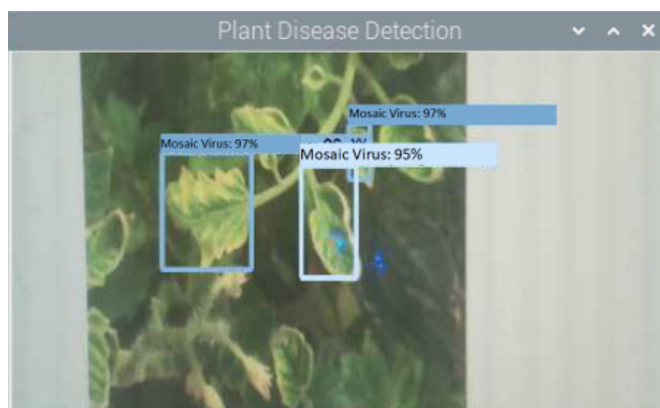 Plant Disease Detection
Mosaic Virus: 97%
Mosaic Virus: 97%
Mosaic Virus: 95%